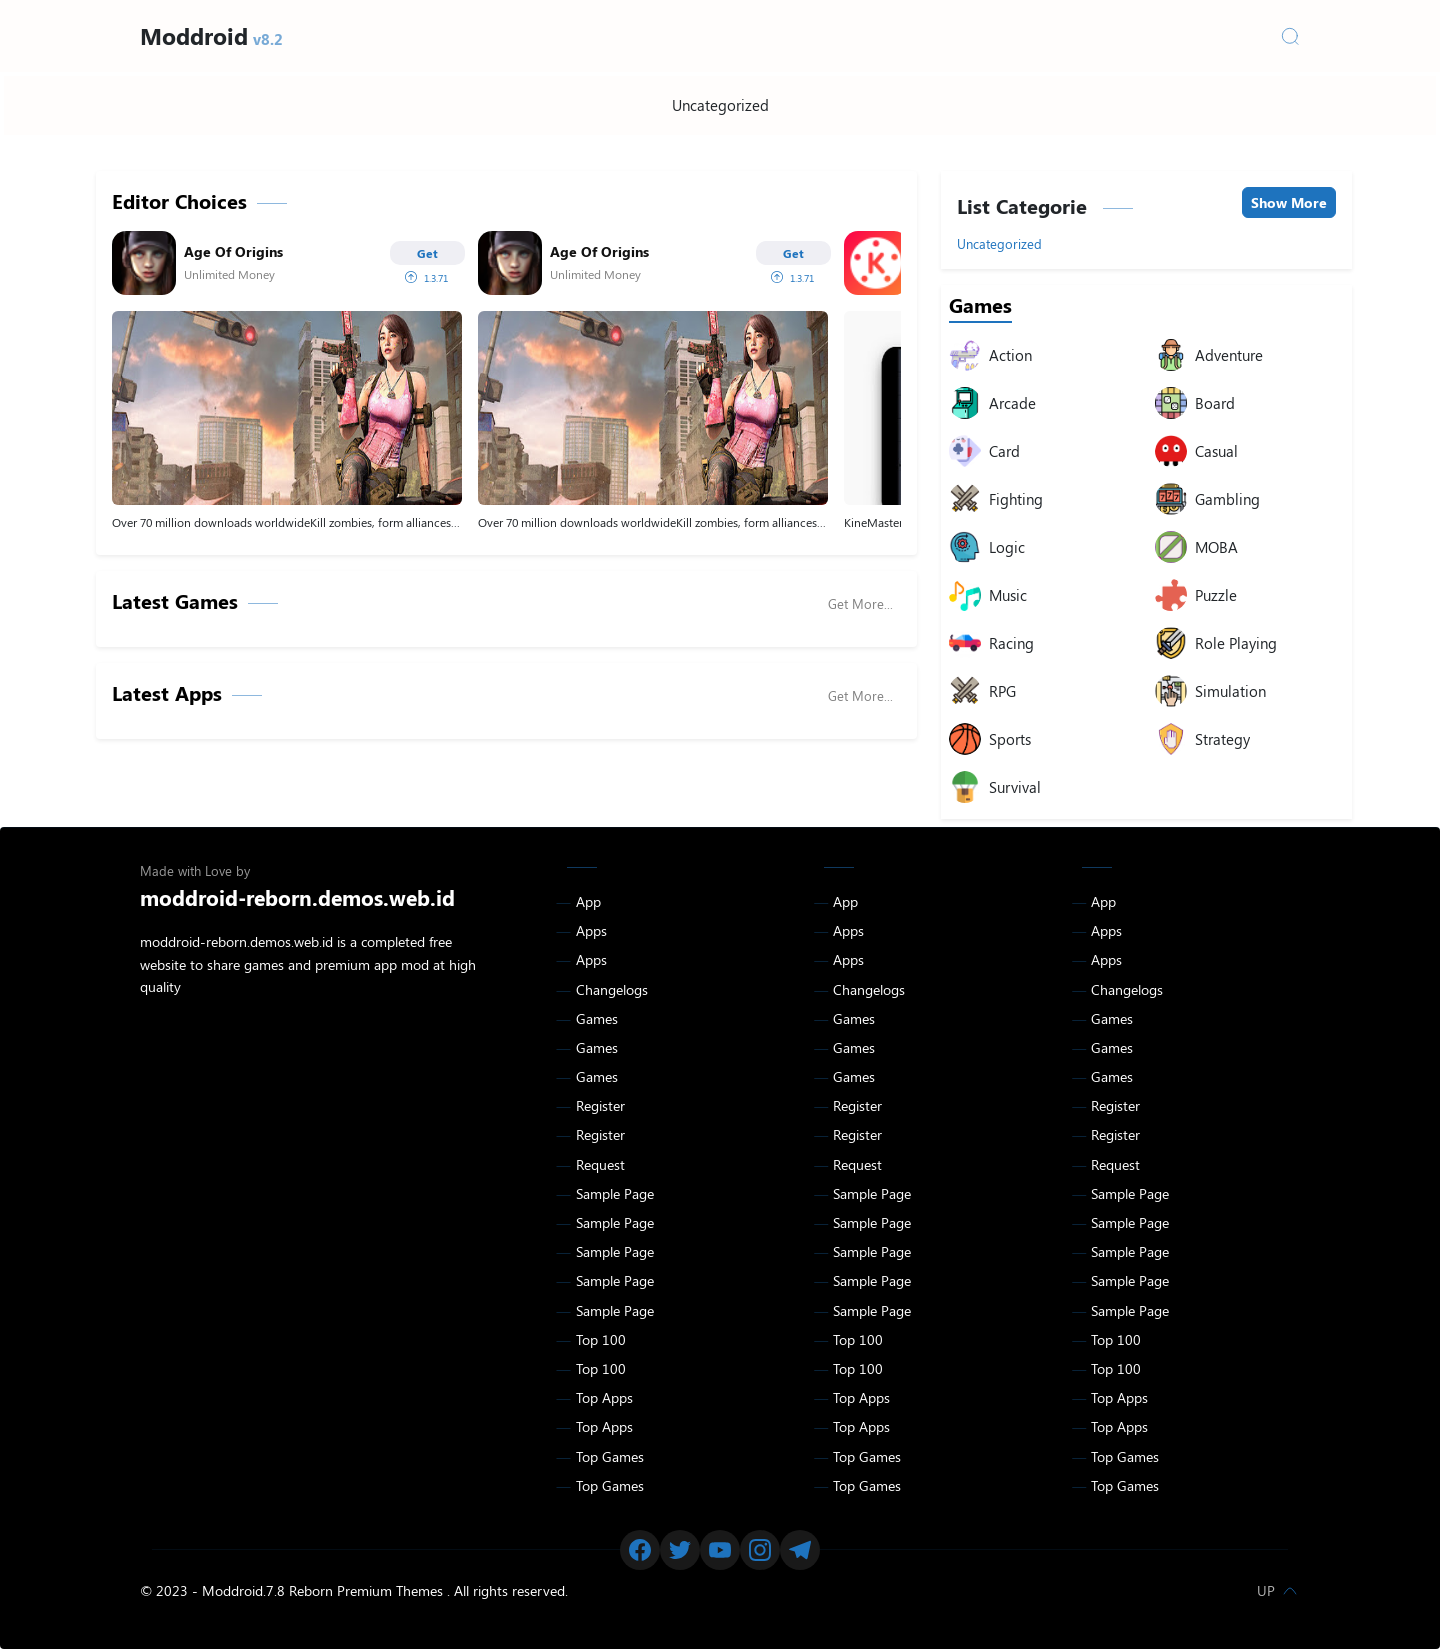 Moddroid v8.2
Uncategorized
Editor Choices
Age Of Origins
Unlimited Money
Get
1.3.71
Over 70 million downloads worldwideKill zombies, form alliances...
Age Of Origins
Unlimited Money
Get
1.3.71
Over 70 million downloads worldwideKill zombies, form alliances...
K
KineMaster
Latest Games
Get More...
Latest Apps
Get More...
List Categorie
Show More
Uncategorized
Games
Action
Adventure
Arcade
Board
Card
Casual
Fighting
Gambling
Logic
MOBA
Music
Puzzle
Racing
Role Playing
RPG
Simulation
Sports
Strategy
Survival
Made with Love by
moddroid-reborn.demos.web.id
moddroid-reborn.demos.web.id is a completed free
website to share games and premium app mod at high
quality
App
Apps
Apps
Changelogs
Games
Games
Games
Register
Register
Request
Sample Page
Sample Page
Sample Page
Sample Page
Sample Page
Top 100
Top 100
Top Apps
Top Apps
Top Games
Top Games
App
Apps
Apps
Changelogs
Games
Games
Games
Register
Register
Request
Sample Page
Sample Page
Sample Page
Sample Page
Sample Page
Top 100
Top 100
Top Apps
Top Apps
Top Games
Top Games
App
Apps
Apps
Changelogs
Games
Games
Games
Register
Register
Request
Sample Page
Sample Page
Sample Page
Sample Page
Sample Page
Top 100
Top 100
Top Apps
Top Apps
Top Games
Top Games
© 2023 - Moddroid.7.8 Reborn Premium Themes . All rights reserved.
UP